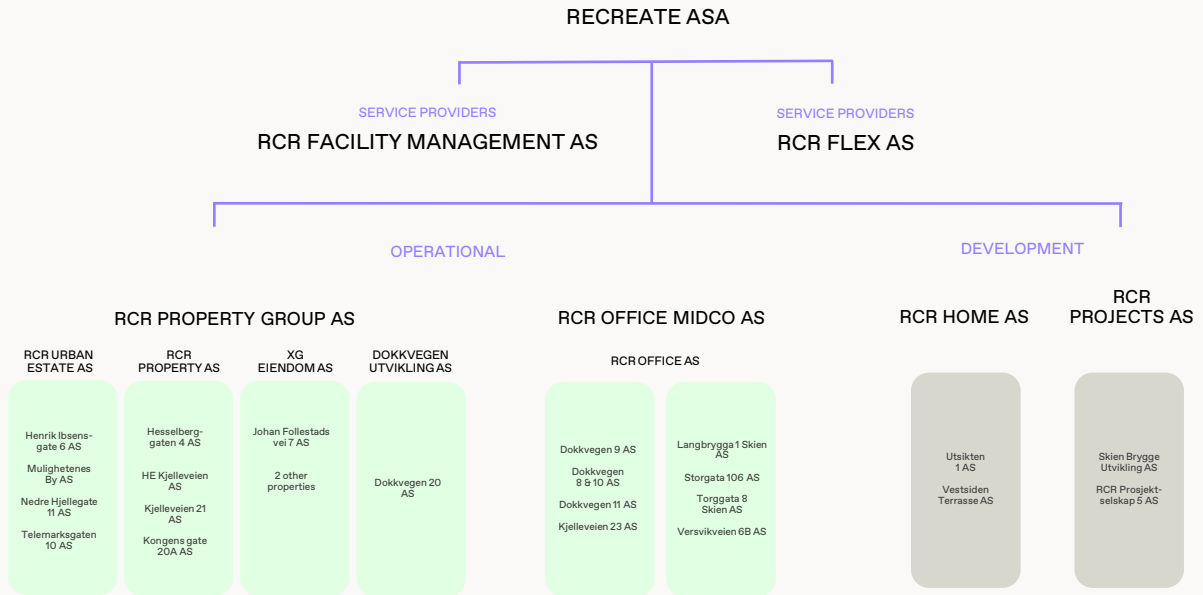 RECREATE ASA
SERVICE PROVIDERS
RCR FACILITY MANAGEMENT AS
SERVICE PROVIDERS
RCR FLEX AS
OPERATIONAL
DEVELOPMENT
RCR PROPERTY GROUP AS
RCR OFFICE MIDCO AS
RCR HOME AS
RCR
PROJECTS AS
RCR URBAN
ESTATE AS
RCR
PROPERTY AS
XG
EIENDOM AS
DOKKVEGEN
UTVIKLING AS
RCR OFFICE AS
Henrik Ibsens-
gate 6 AS
Mulighetenes
By AS
Nedre Hjellegate
11 AS
Telemarksgaten
10 AS
Hesselberg-
gaten 4 AS
HE Kjelleveien
AS
Kjelleveien 21
AS
Kongens gate
20A AS
Johan Follestads
vei 7 AS
2 other
properties
Dokkvegen 20
AS
Dokkvegen 9 AS
Dokkvegen
8 & 10 AS
Dokkvegen 11 AS
Kjelleveien 23 AS
Langbrygga 1 Skien
AS
Storgata 106 AS
Torggata 8
Skien AS
Versvikveien 6B AS
Utsikten
1 AS
Vestsiden
Terrasse AS
Skien Brygge
Utvikling AS
RCR Prosjekt-
selskap 5 AS